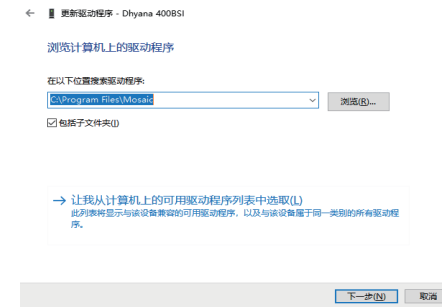 ← 更新驱动程序 - Dhyana 400BSI
浏览计算机上的驱动程序
在以下位置搜索驱动程序:
C:\Program Files\Mosaic
浏览(R)...
包括子文件夹(I)
→ 让我从计算机上的可用驱动程序列表中选取(L)
此列表将显示与该设备兼容的可用驱动程序，以及与该设备属于同一类别的所有驱动程
序。
下一步(N)
取消